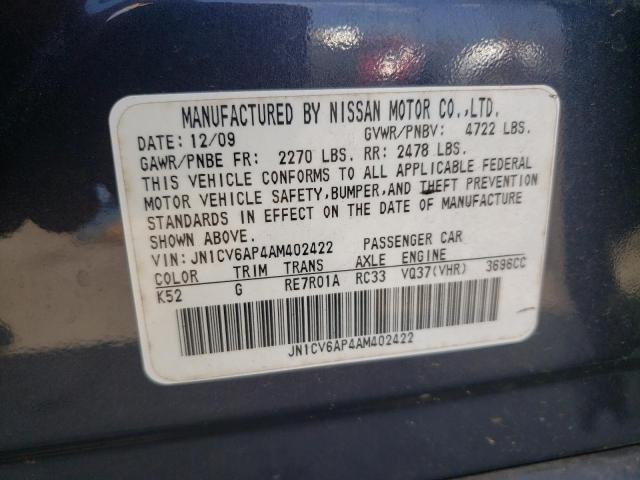 MANUFACTURED BY NISSAN MOTOR CO.,LTD.
DATE: 12/09 GVWR/PNBV: 4722 LBS.
GAWR/PNBE FR: 2270 LBS. RR: 2478 LBS.
THIS VEHICLE CONFORMS TO ALL APPLICABLE FEDERAL
MOTOR VEHICLE SAFETY,BUMPER,AND THEFT PREVENTION
STANDARDS IN EFFECT ON THE DATE OF MANUFACTURE
SHOWN ABOVE.
VIN: JN1CV6AP4AM402422 PASSENGER CAR
COLOR TRIM TRANS AXLE ENGINE
K52 G RE7R01A RC33 VQ37(VHR) 3696CC
JN1CV6AP4AM402422